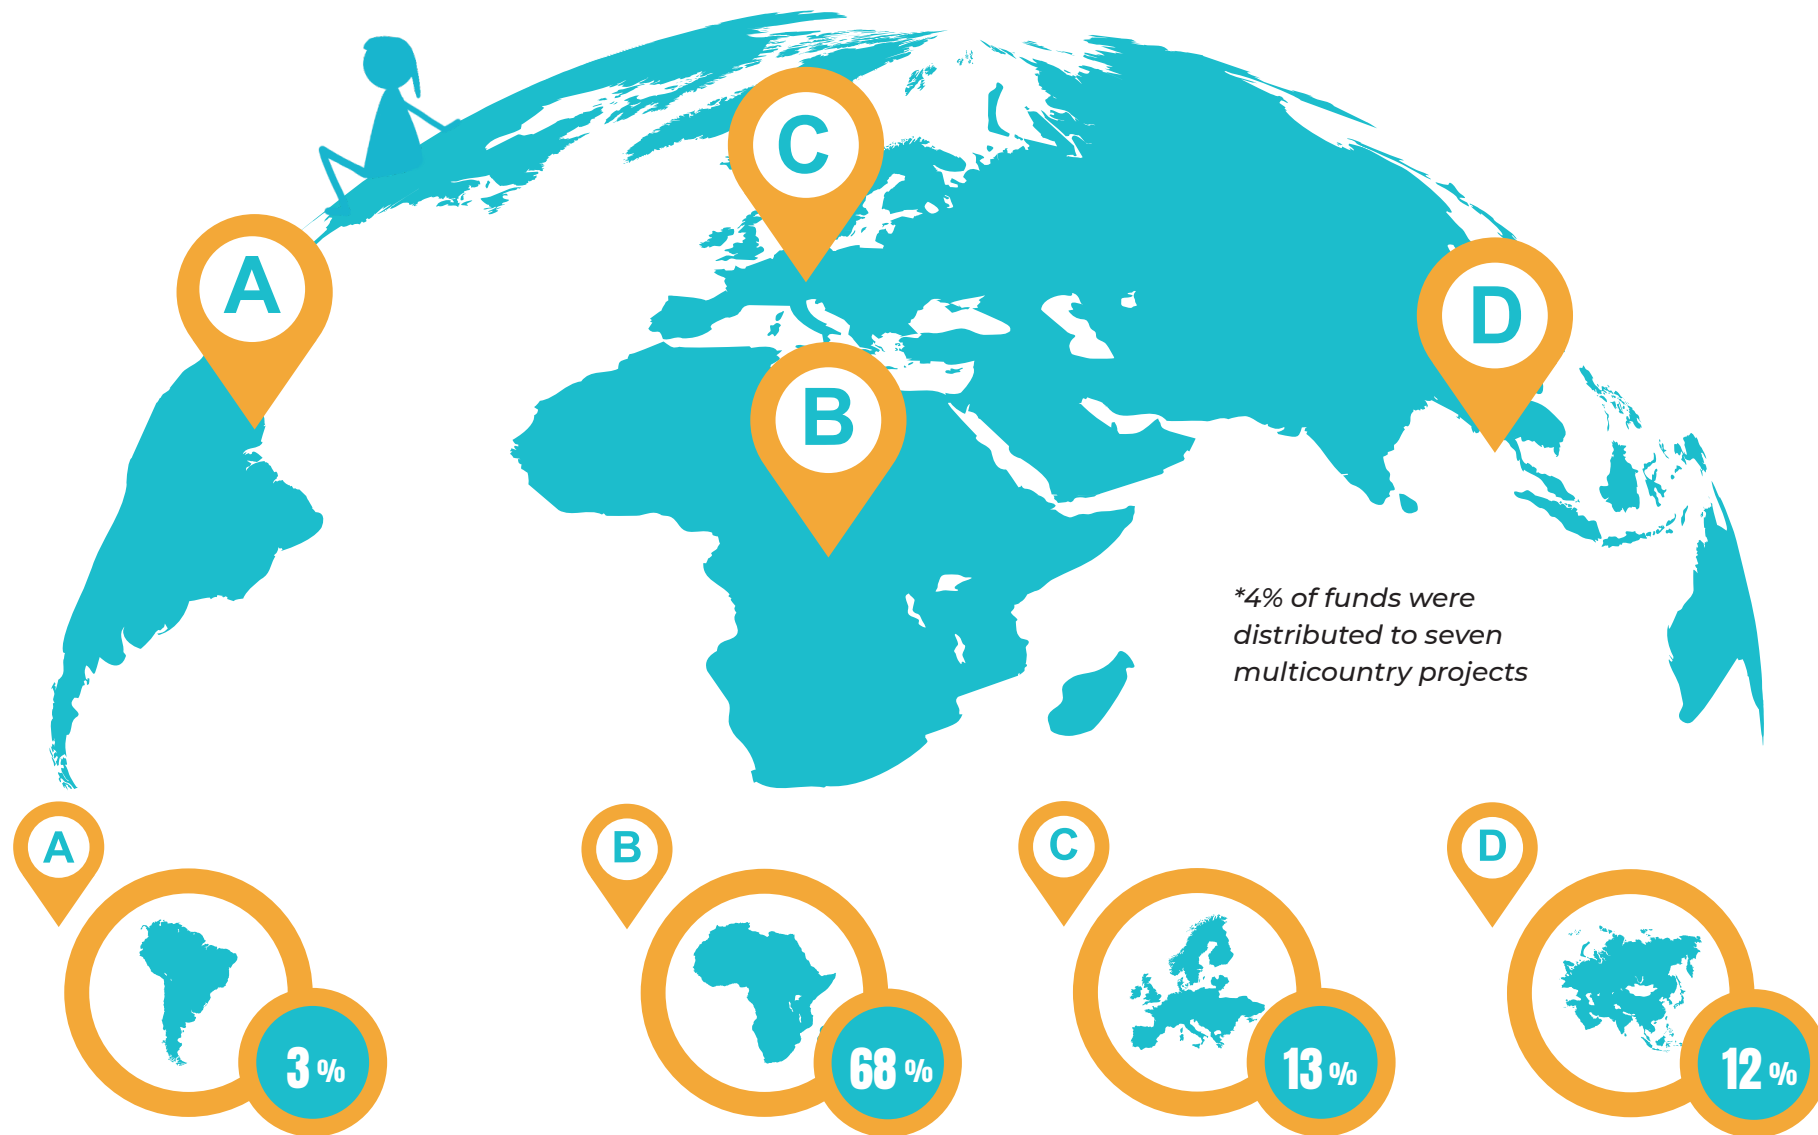 C
A
D
B
*4% of funds were
distributed to seven
multicountry projects
A
B
C
D
3 %
68 %
13 %
12 %